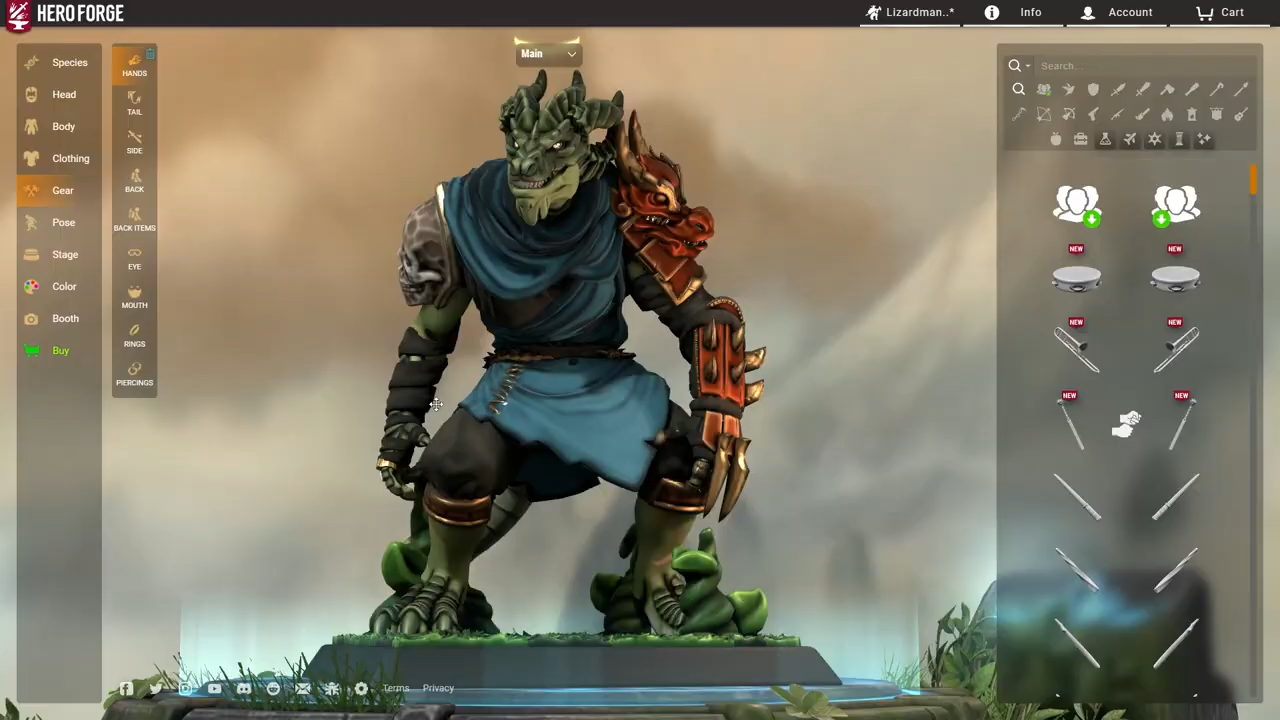 HERO FORGE
Lizardman..*
Info
Account
Cart
Species
Head
Body
Clothing
Gear
Pose
Stage
Color
Booth
Buy
HANDS
TAIL
SIDE
BACK
BACK ITEMS
EYE
MOUTH
RINGS
PIERCINGS
Main
Search...
NEW NEW
NEW NEW
NEW NEW
Terms Privacy